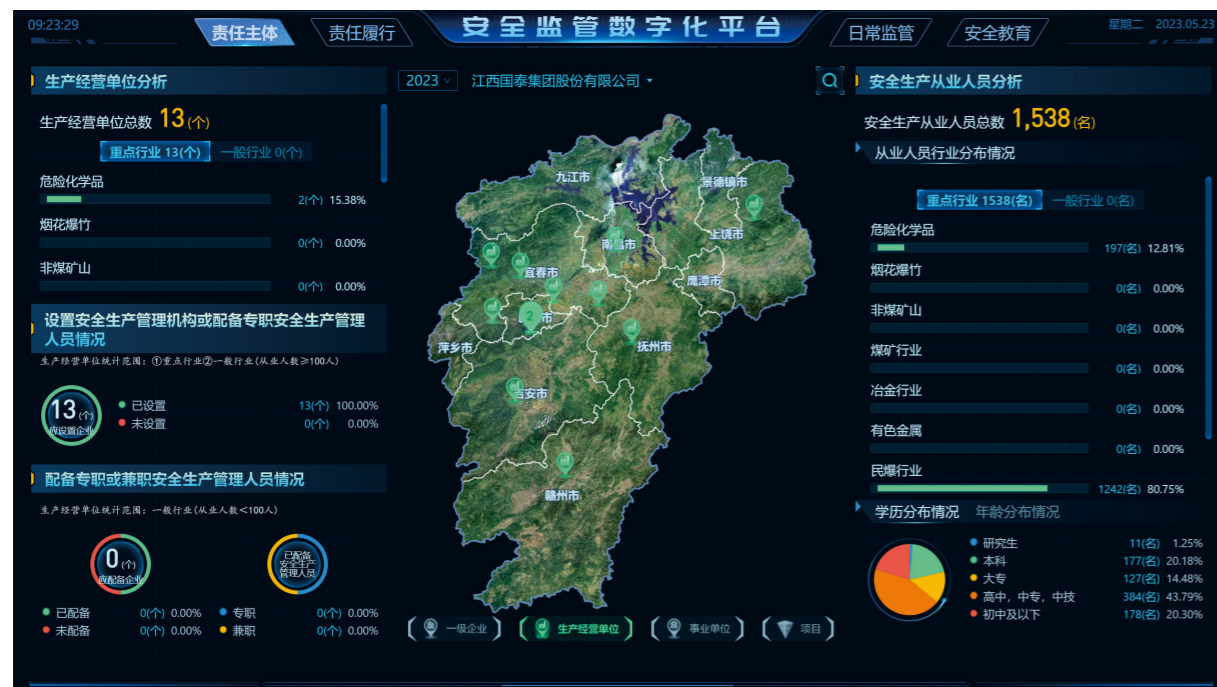 09:23:29
责任主体
责任履行
安全监管数字化平台
日常监管
安全教育
星期二 2023.05.23
生产经营单位分析
生产经营单位总数 13(个)
重点行业 13(个) 一般行业 0(个)
危险化学品
2(个) 15.38%
烟花爆竹
0(个) 0.00%
非煤矿山
0(个) 0.00%
设置安全生产管理机构或配备专职安全生产管理
人员情况
生产经营单位统计范围：①重点行业②一般行业(从业人数≥100人)
13(个)
应设置企业
已设置 13(个) 100.00%
未设置 0(个) 0.00%
配备专职或兼职安全生产管理人员情况
生产经营单位统计范围：一般行业(从业人数<100人)
0(个)
应配备企业
已配备
安全生产
管理人员
已配备 0(个) 0.00%
专职 0(个) 0.00%
未配备 0(个) 0.00%
兼职 0(个) 0.00%
2023
江西国泰集团股份有限公司
九江市
景德镇市
南昌市
上饶市
宜春市
鹰潭市
2
市
萍乡市
抚州市
吉安市
赣州市
一级企业
生产经营单位
事业单位
项目
安全生产从业人员分析
安全生产从业人员总数 1,538(名)
从业人员行业分布情况
重点行业 1538(名) 一般行业 0(名)
危险化学品
197(名) 12.81%
烟花爆竹
0(名) 0.00%
非煤矿山
0(名) 0.00%
煤矿行业
0(名) 0.00%
冶金行业
0(名) 0.00%
有色金属
0(名) 0.00%
民爆行业
1242(名) 80.75%
学历分布情况 年龄分布情况
研究生 11(名) 1.25%
本科 177(名) 20.18%
大专 127(名) 14.48%
高中，中专，中技 384(名) 43.79%
初中及以下 178(名) 20.30%